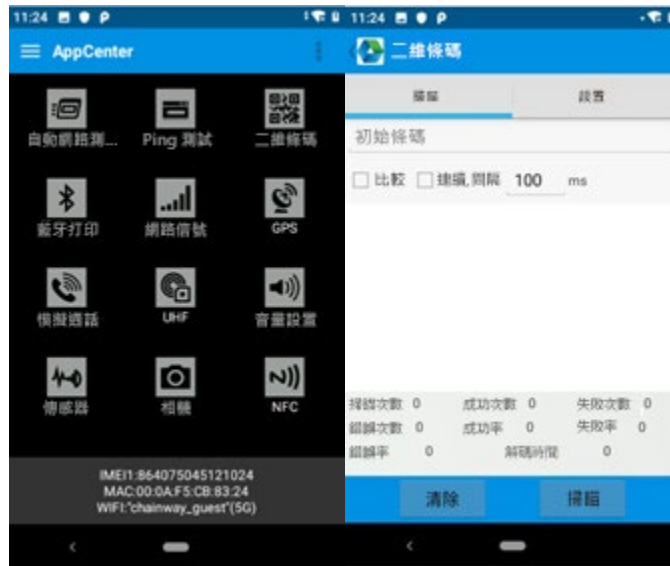 11:24
AppCenter
自動網路測...
Ping 測試
二維條碼
藍牙打印
網路信號
GPS
模擬通話
UHF
音量設置
傳感器
相機
NFC
IMEI1:864075045121024
MAC:00:0A:F5:CB:83:24
WIFI:"chainway_guest"(5G)
11:24
二維條碼
掃描 設置
初始條碼
比較 連續,間隔 100 ms
掃描次數 0 成功次數 0 失敗次數 0
錯誤次數 0 成功率 0 失敗率 0
錯誤率 0 解碼時間 0
清除 掃描